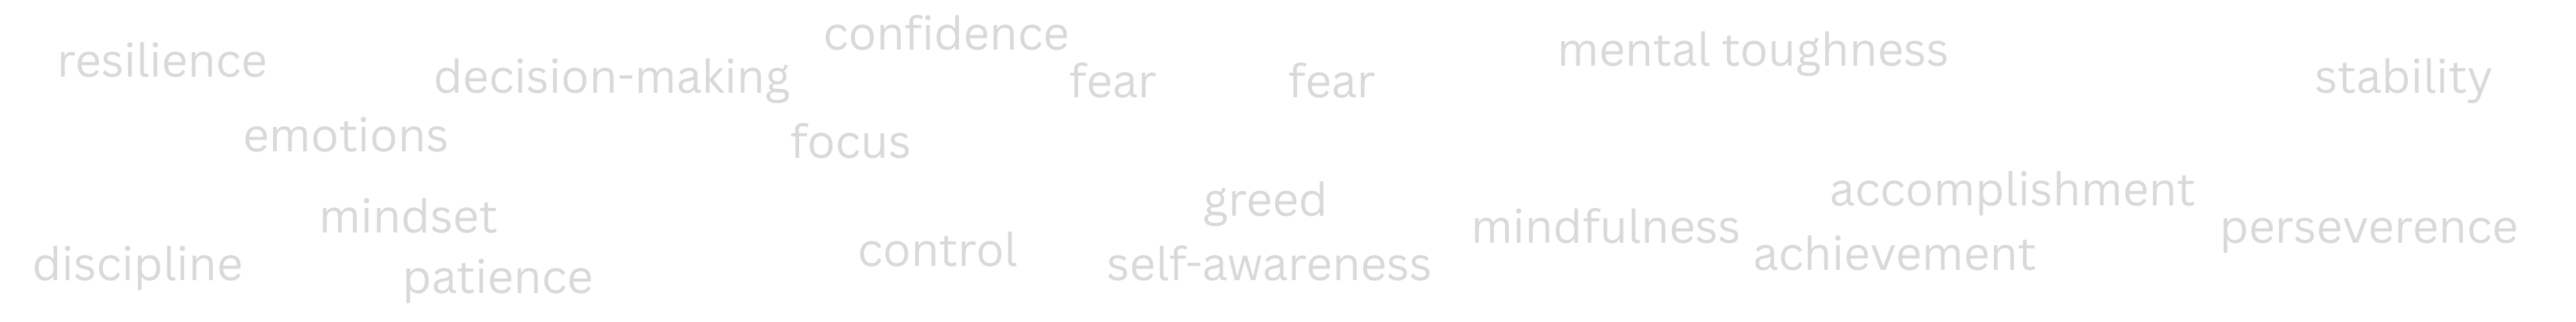 confidence
resilience
decision-making
fear
fear
mental toughness
stability
emotions
focus
mindset
greed
accomplishment
mindfulness
perseverence
discipline
patience
control
self-awareness
achievement